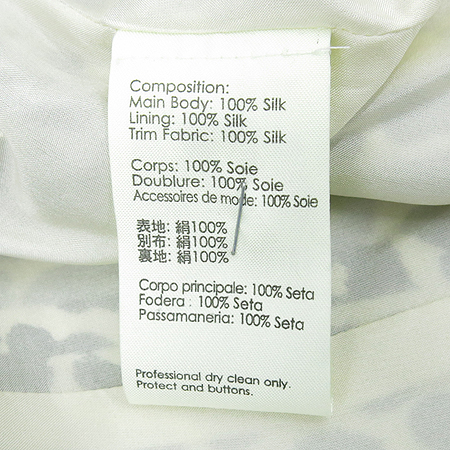 Composition:
Main Body: 100% Silk
Lining: 100% Silk
Trim Fabric: 100% Silk
Corps: 100% Soie
Doublure: 100% Soie
Accessoires de mode: 100% Soie
表地: 絹100%
別布: 絹100%
裏地: 絹100%
Corpo principale: 100% Seta
Fodera : 100% Seta
Passamaneria: 100% Seta
Professional dry clean only.
Protect and buttons.